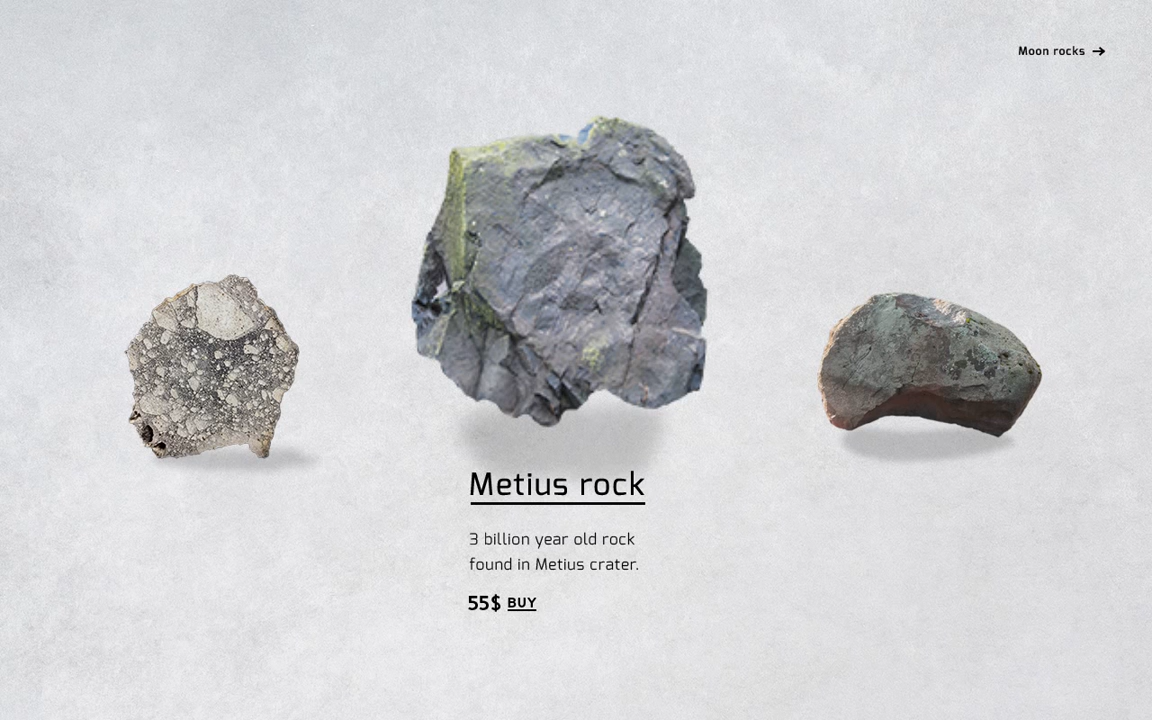 Moon rocks →
Metius rock
3 billion year old rock
found in Metius crater.
55$ BUY